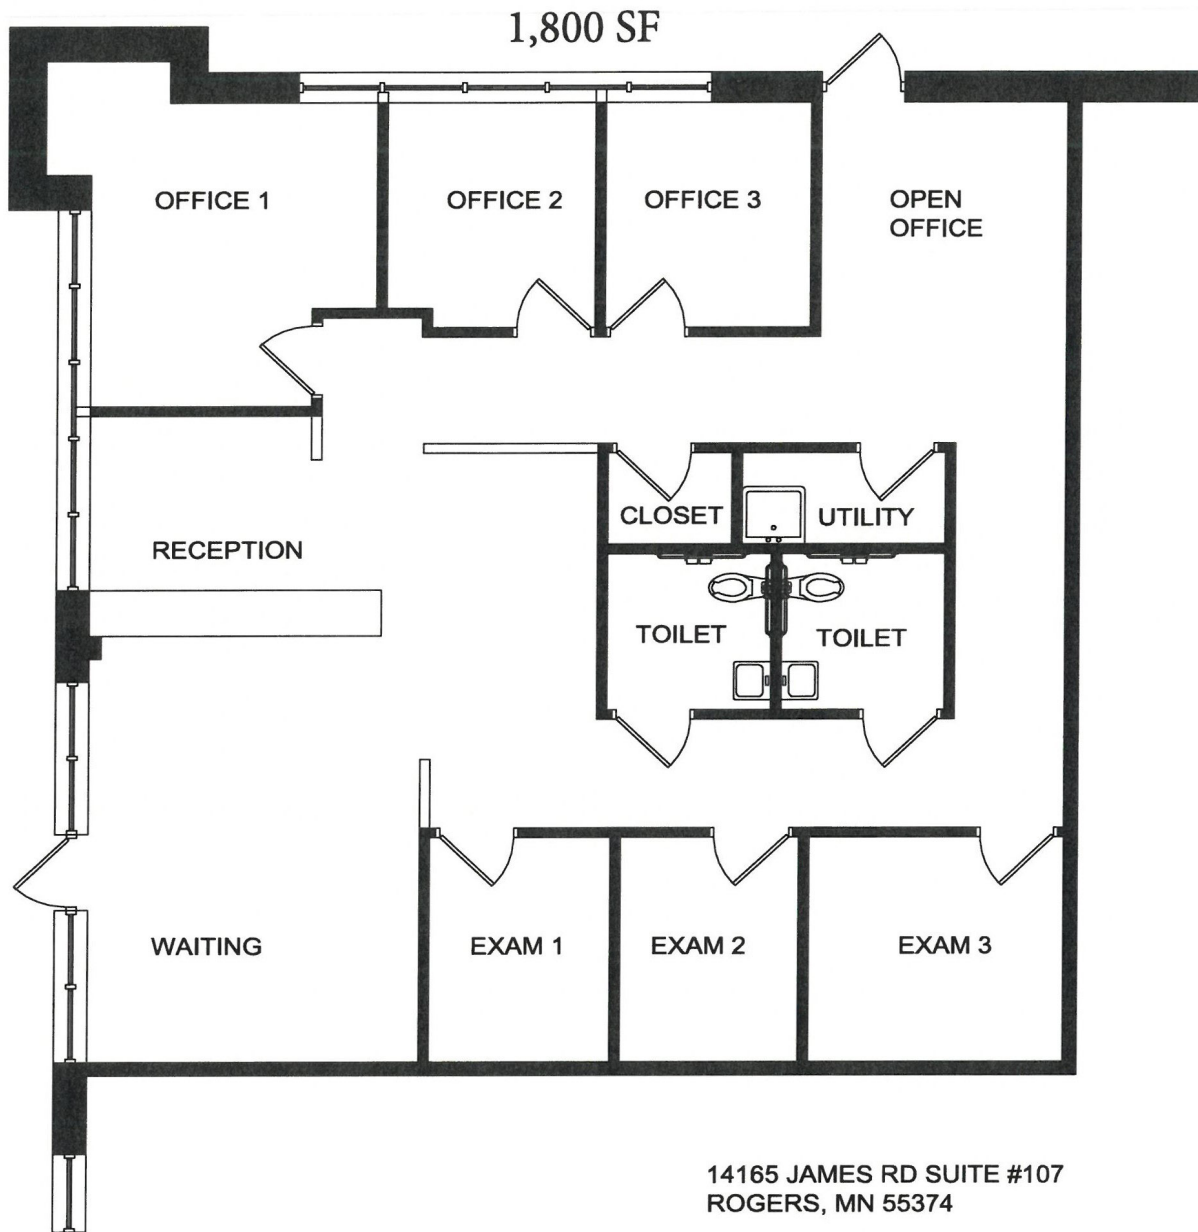 1,800 SF
OFFICE 1
OFFICE 2
OFFICE 3
OPEN
OFFICE
CLOSET
UTILITY
RECEPTION
TOILET
TOILET
WAITING
EXAM 1
EXAM 2
EXAM 3
14165 JAMES RD SUITE #107
ROGERS, MN 55374